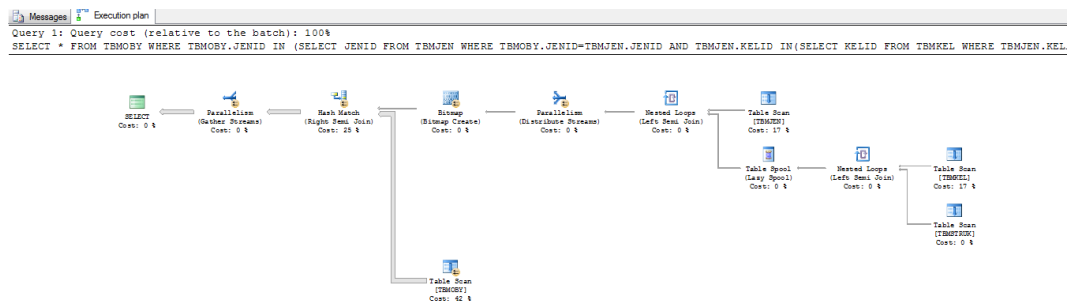 Messages Execution plan
Query 1: Query cost (relative to the batch): 100%
SELECT * FROM TBMOBY WHERE TBMOBY.JENID IN (SELECT JENID FROM TBMJEN WHERE TBMOBY.JENID=TBMJEN.JENID AND TBMJEN.KELID IN(SELECT KELID FROM TBMKEL WHERE TBMJEN.KEL
SELECT
Cost: 0 %
Parallelism
(Gather Streams)
Cost: 0 %
Hash Match
(Right Semi Join)
Cost: 25 %
Bitmap
(Bitmap Create)
Cost: 0 %
Parallelism
(Distribute Streams)
Cost: 0 %
Nested Loops
(Left Semi Join)
Cost: 0 %
Table Scan
[TBMJEN]
Cost: 17 %
Table Spool
(Lazy Spool)
Cost: 0 %
Nested Loops
(Left Semi Join)
Cost: 0 %
Table Scan
[TBMKEL]
Cost: 17 %
Table Scan
[TBMSTRUK]
Cost: 0 %
Table Scan
[TBMOBY]
Cost: 42 %